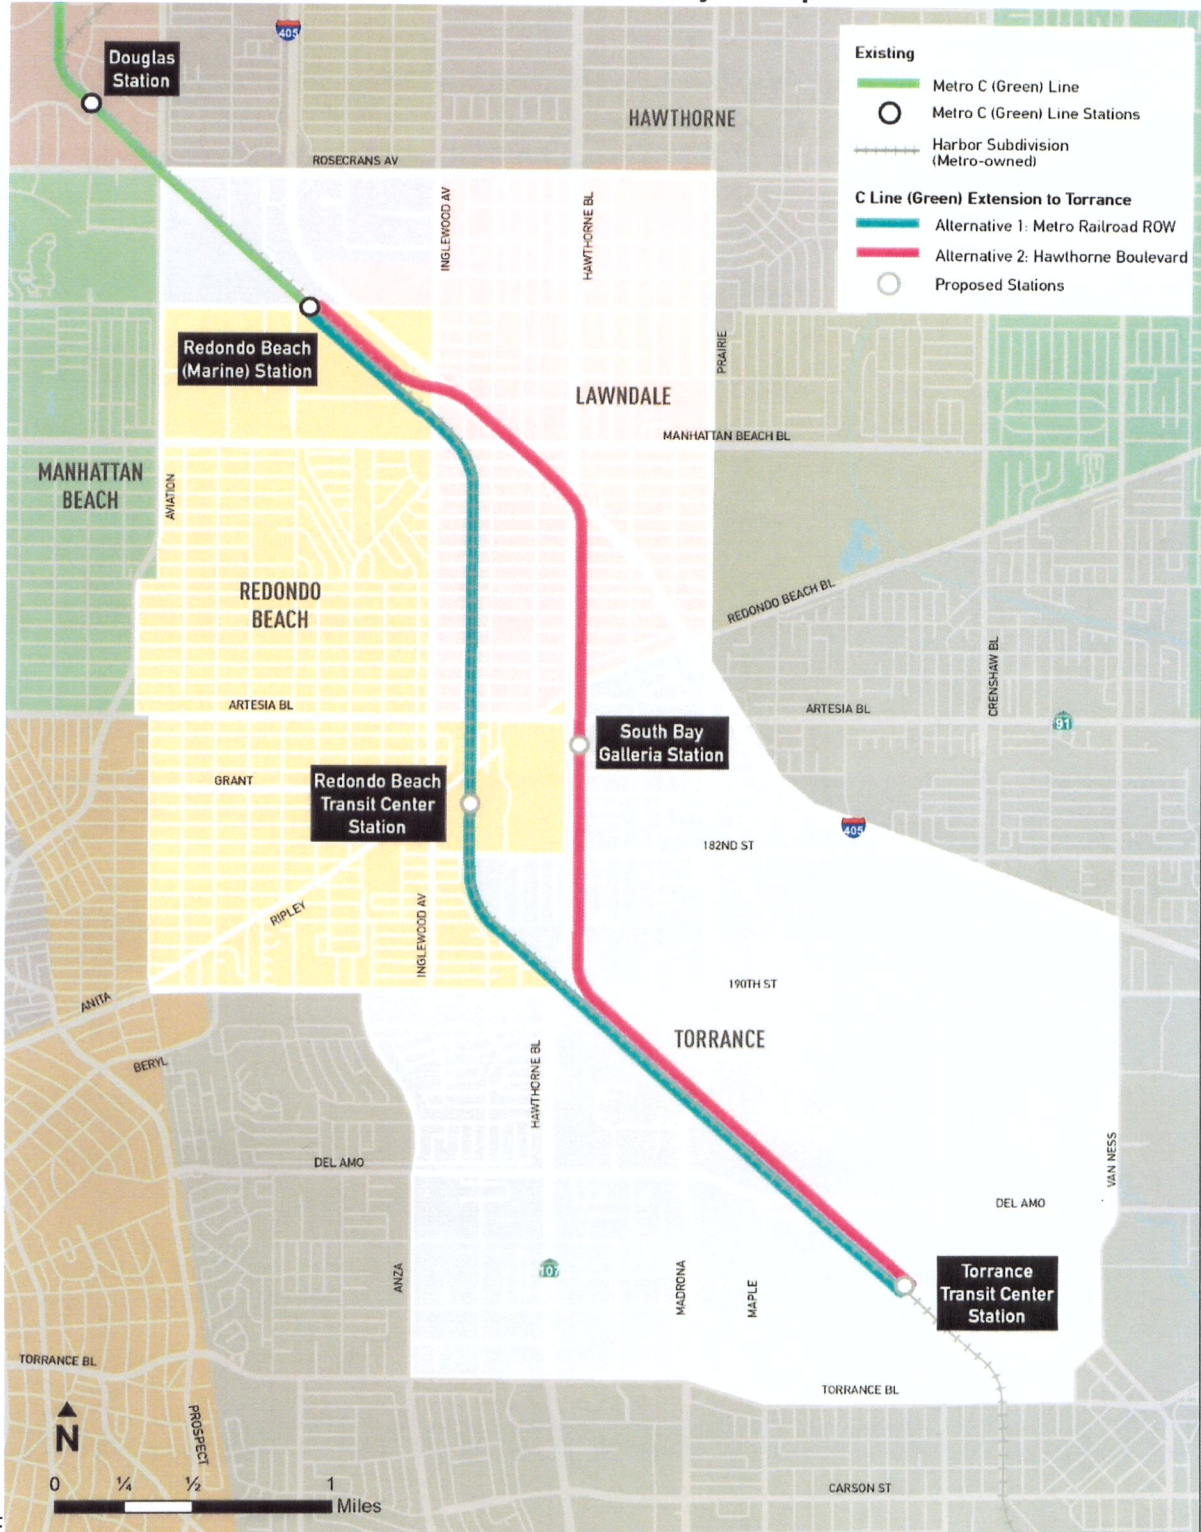 405
Douglas
Station
Existing
Metro C (Green) Line
Metro C (Green) Line Stations
Harbor Subdivision
(Metro-owned)
C Line (Green) Extension to Torrance
Alternative 1: Metro Railroad ROW
Alternative 2: Hawthorne Boulevard
Proposed Stations
HAWTHORNE
ROSECRANS AV
INGLEWOOD AV
HAWTHORNE BL
Redondo Beach
(Marine) Station
PRAIRIE
LAWNDALE
MANHATTAN BEACH BL
MANHATTAN
BEACH
AVIATION
REDONDO
BEACH
REDONDO BEACH BL
CRENSHAW BL
ARTESIA BL
ARTESIA BL
91
South Bay
Galleria Station
GRANT
Redondo Beach
Transit Center
Station
405
182ND ST
RIPLEY
INGLEWOOD AV
190TH ST
ANITA
TORRANCE
BERYL
HAWTHORNE BL
DEL AMO
VAN NESS
DEL AMO
ANZA
107
MADRONA
MAPLE
Torrance
Transit Center
Station
TORRANCE BL
TORRANCE BL
PROSPECT
N
CARSON ST
0 ¼ ½ 1
Miles